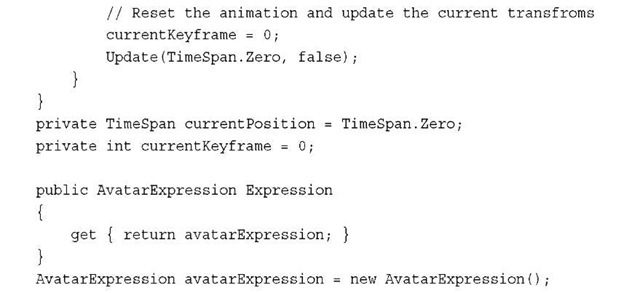 // Reset the animation and update the current transfroms
currentKeyframe = 0;
Update(TimeSpan.Zero, false);
}
}
private TimeSpan currentPosition = TimeSpan.Zero;
private int currentKeyframe = 0;
public AvatarExpression Expression
{
get { return avatarExpression; }
}
AvatarExpression avatarExpression = new AvatarExpression();